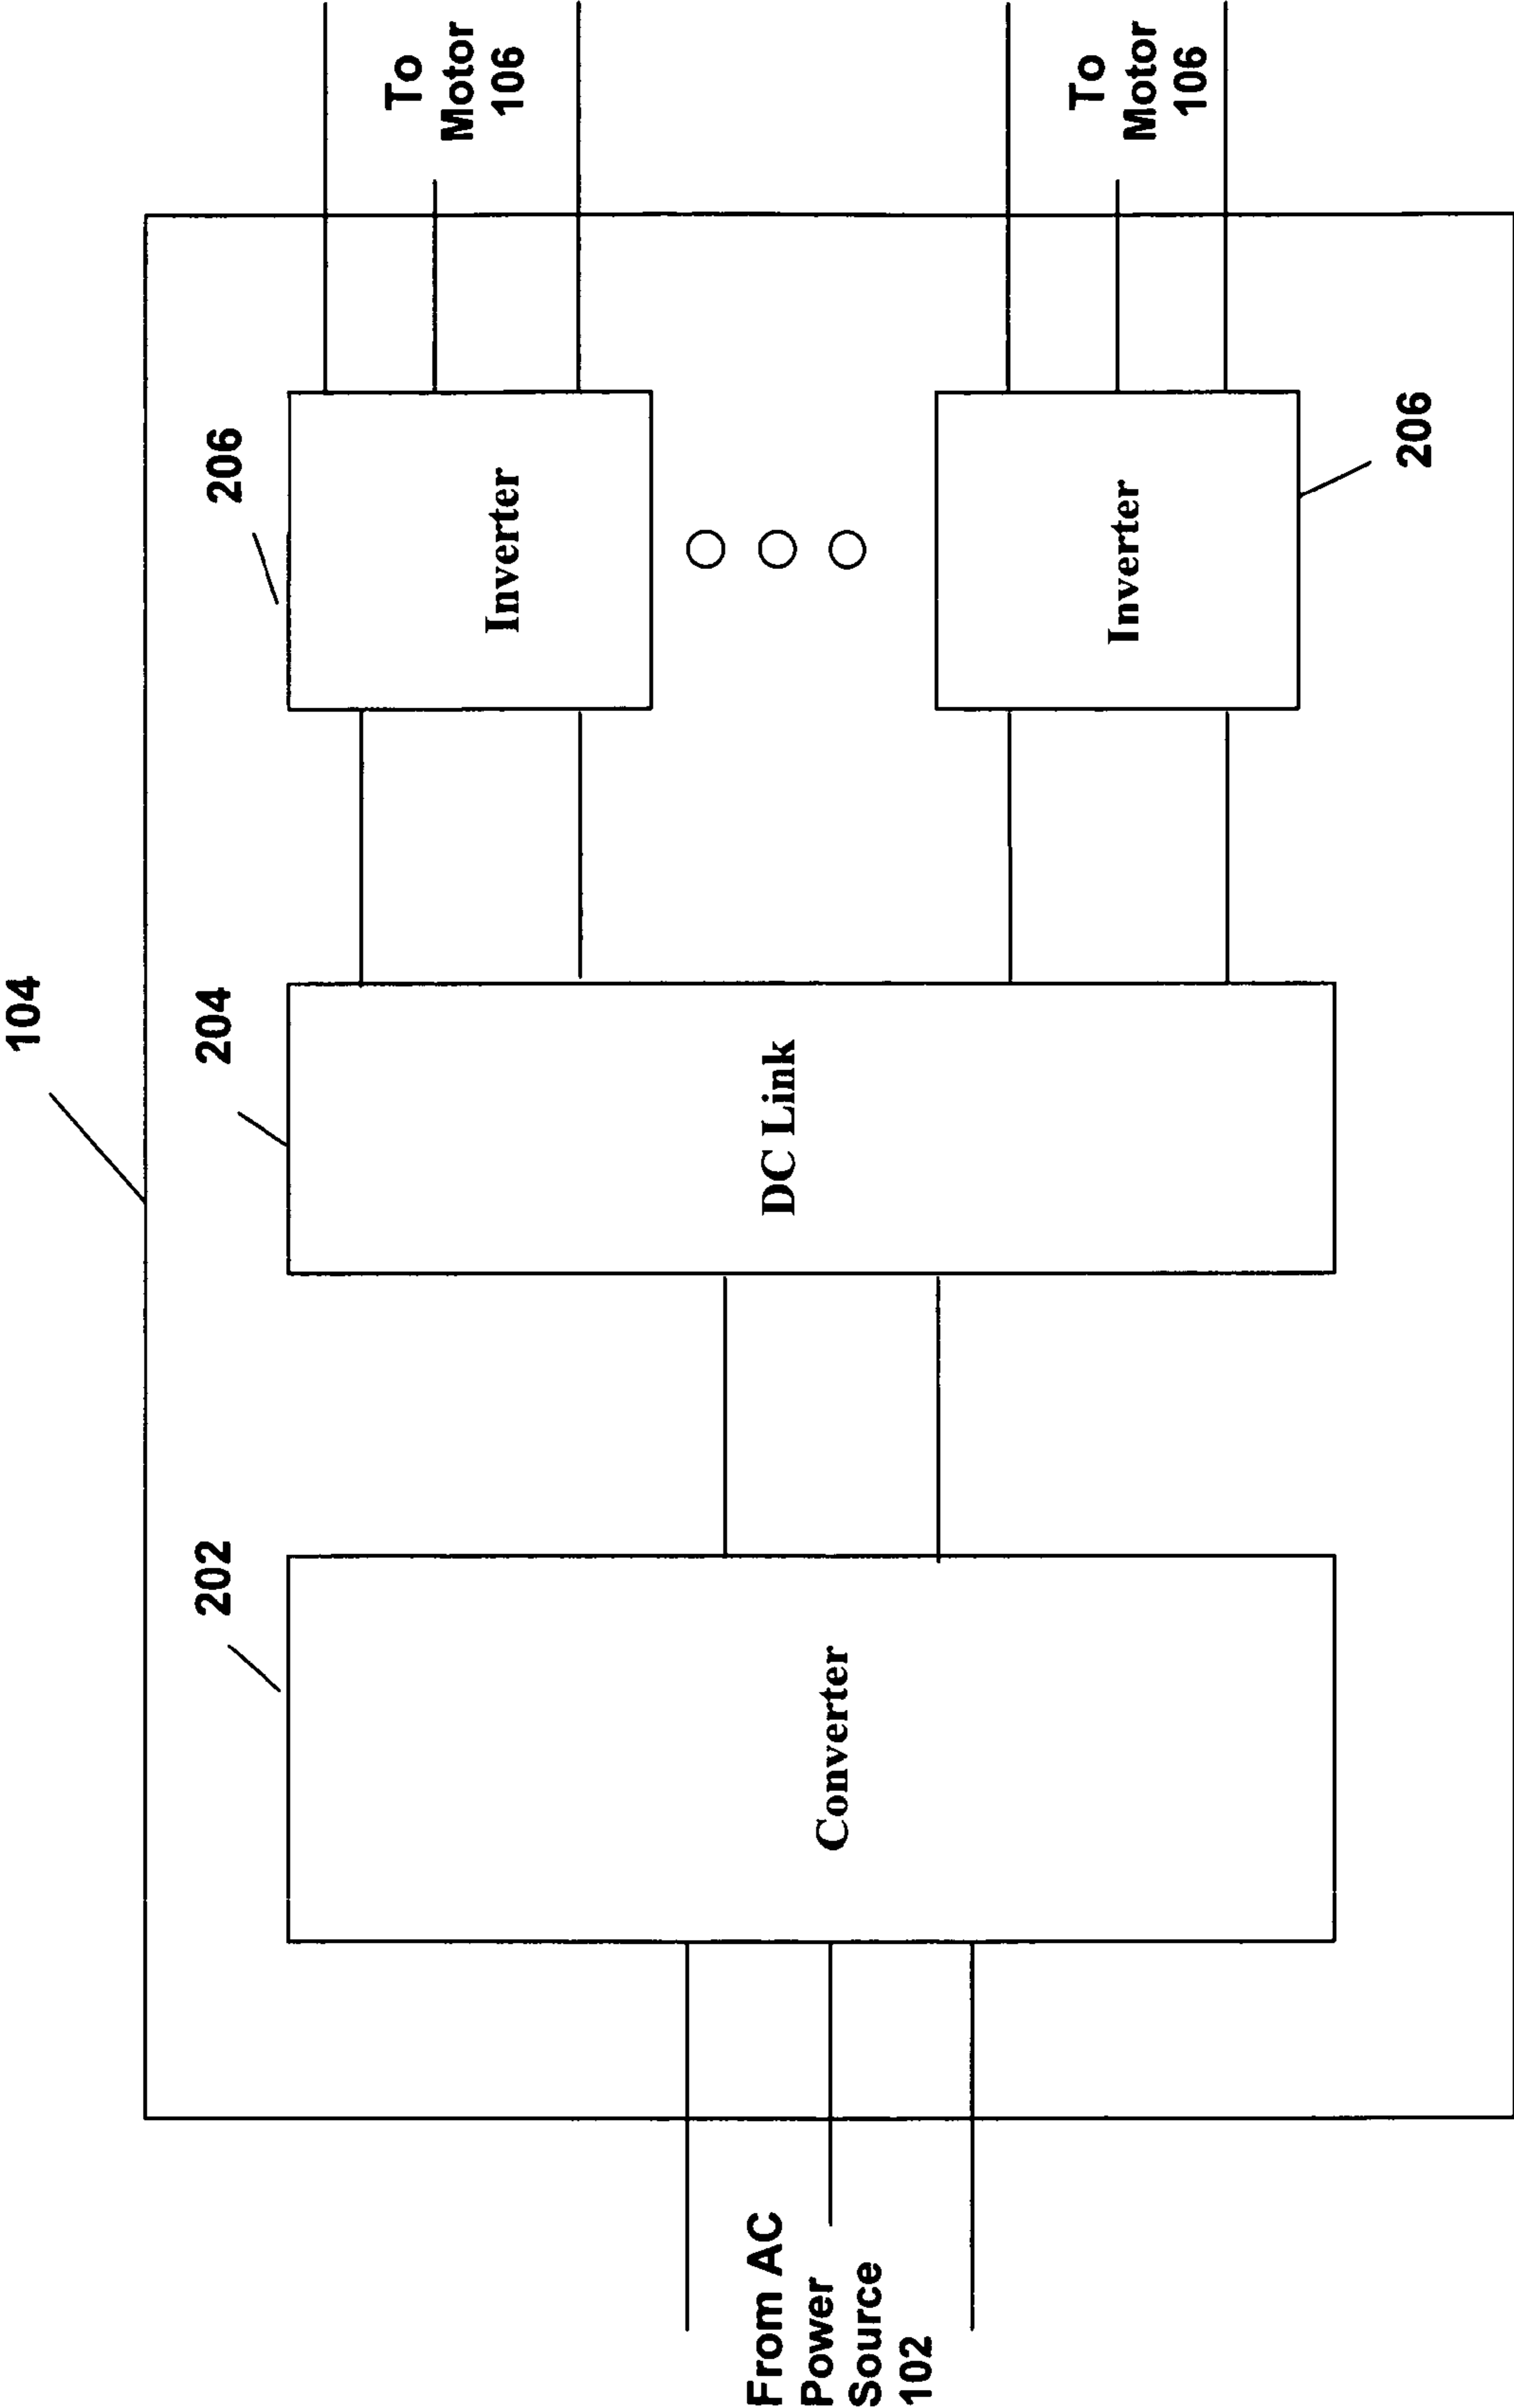 104
202
204
206
From AC
Power
Source
102
Converter
DC Link
Inverter
Inverter
To
Motor
106
To
Motor
106
206